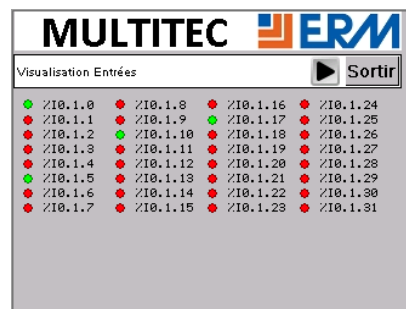 MULTITEC ERM
Visualisation Entrées Sortir
%I0.1.0 %I0.1.8 %I0.1.16 %I0.1.24
%I0.1.1 %I0.1.9 %I0.1.17 %I0.1.25
%I0.1.2 %I0.1.10 %I0.1.18 %I0.1.26
%I0.1.3 %I0.1.11 %I0.1.19 %I0.1.27
%I0.1.4 %I0.1.12 %I0.1.20 %I0.1.28
%I0.1.5 %I0.1.13 %I0.1.21 %I0.1.29
%I0.1.6 %I0.1.14 %I0.1.22 %I0.1.30
%I0.1.7 %I0.1.15 %I0.1.23 %I0.1.31